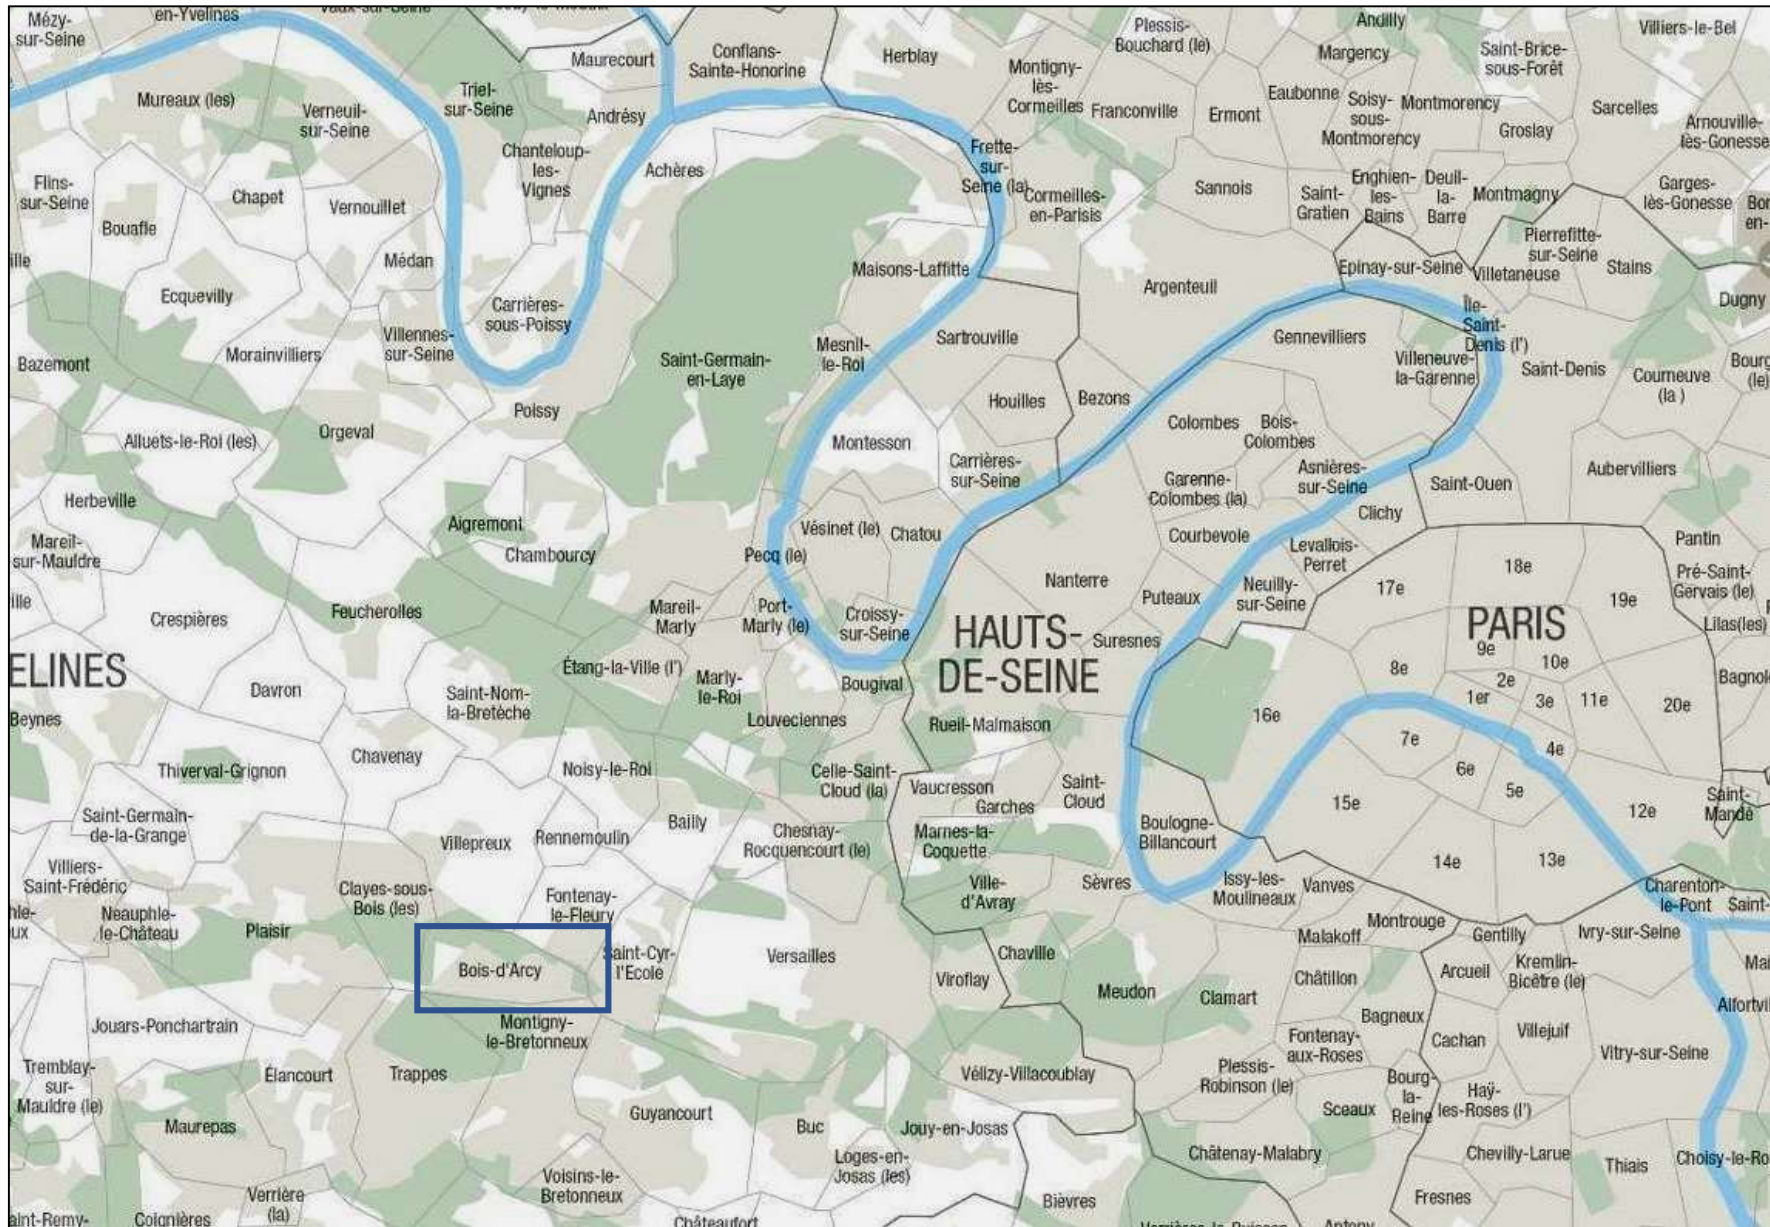 en-Yvelines
Mézy-
sur-Seine
Conflans-
Sainte-Honorine
Maurecourt
Herblay
Plessis-
Bouchard (le)
Andilly
Margency
Saint-Brice-
sous-Forêt
Villiers-le-Bel
Mureaux (les)
Verneuil-
sur-Seine
Triel-
sur-Seine
Andrésy
Montigny-
lès-
Cormeilles
Franconville
Ermont
Eaubonne
Soisy-
sous-
Montmorency
Montmorency
Groslay
Sarcelles
Arnouville-
lès-Gonesse
Flins-
sur-Seine
Chapet
Bouafle
Vernouillet
Chanteloup-
les-
Vignes
Achères
Frette-
sur-
Seine (la)
Cormeilles-
en-Parisis
Sannois
Saint-
Gratien
Enghien-
les-
Bains
Deuil-
la-
Barre
Montmagny
Garges-
lès-Gonesse
Bon
en-
ille
Médan
Ecquevilly
Carrières-
sous-Poissy
Maisons-Laffitte
Argenteuil
Epinay-sur-Seine
Villetaneuse
Pierrefitte-
sur-Seine
Stains
Dugny
Bazemont
Morainvilliers
Villennes-
sur-Seine
Saint-Germain-
en-Laye
Mesnil-
le-Roi
Sartrouville
Gennevilliers
Île-
Saint-
Denis (l')
Villeneuve-
la-Garenne
Saint-Denis
Courneuve
(la )
Bourg
(le)
Poissy
Houilles
Bezons
Alluets-le-Roi (les)
Orgeval
Montesson
Carrières-
sur-Seine
Colombes
Bois-
Colombes
Garenne-
Colombes (la)
Asnières-
sur-Seine
Saint-Ouen
Aubervilliers
Herbeville
Aigremont
Chambourcy
Vésinet (le)
Chatou
Courbevoie
Clichy
Levallois-
Perret
Pantin
Mareil-
sur-Mauldre
Pecq (le)
Nanterre
Puteaux
Neuilly-
sur-Seine
17e
18e
19e
Pré-Saint-
Gervais (le)
Lilas(les)
ille
Crespières
Feucherolles
Mareil-
Marly
Port-
Marly (le)
Croissy-
sur-Seine
HAUTS-
DE-SEINE
Suresnes
PARIS
ELINES
Davron
Saint-Nom-
la-Bretèche
Étang-la-Ville (l')
Marly-
le-Roi
Bougival
Louveciennes
Rueil-Malmaison
8e
9e
10e
2e
1er
3e
11e
20e
Bagnole
16e
7e
4e
6e
5e
Beynes
Thiverval-Grignon
Chavenay
Noisy-le-Roi
Celle-Saint-
Cloud (la)
Vaucresson
Garches
Saint-
Cloud
15e
12e
Saint-
Mandé
Saint-Germain-
de-la-Grange
Villepreux
Rennemoulin
Bailly
Chesnay-
Rocquencourt (le)
Marnes-la-
Coquette
Boulogne-
Billancourt
14e
13e
Villiers-
Saint-Frédéric
Clayes-sous-
Bois (les)
Fontenay-
le-Fleury
Ville-
d'Avray
Sèvres
Issy-les-
Moulineaux
Vanves
Charenton-
le-Pont
Saint-
Neauphle-
le-Château
Plaisir
Bois-d'Arcy
Saint-Cyr-
l'Ecole
Versailles
Viroflay
Chaville
Meudon
Malakoff
Montrouge
Gentilly
Ivry-sur-Seine
Mai
Châtillon
Arcueil
Kremlin-
Bicêtre (le)
Clamart
Bagneux
Alfortvil
Jouars-Ponchartrain
Montigny-
le-Bretonneux
Trappes
Élancourt
Fontenay-
aux-Roses
Cachan
Villejuif
Vitry-sur-Seine
Tremblay-
sur-
Mauldre (le)
Maurepas
Guyancourt
Buc
Jouy-en-Josas
Vélizy-Villacoublay
Plessis-
Robinson (le)
Sceaux
Bourg-
la-
Reine
Haÿ-
les-Roses (l')
Loges-en-
Josas (les)
Châtenay-Malabry
Chevilly-Larue
Thiais
Choisy-le-Ro
Verrière
(la)
Voisins-le-
Bretonneux
Bièvres
Fresnes
aint-Remy-
Coignières
Châteaufort